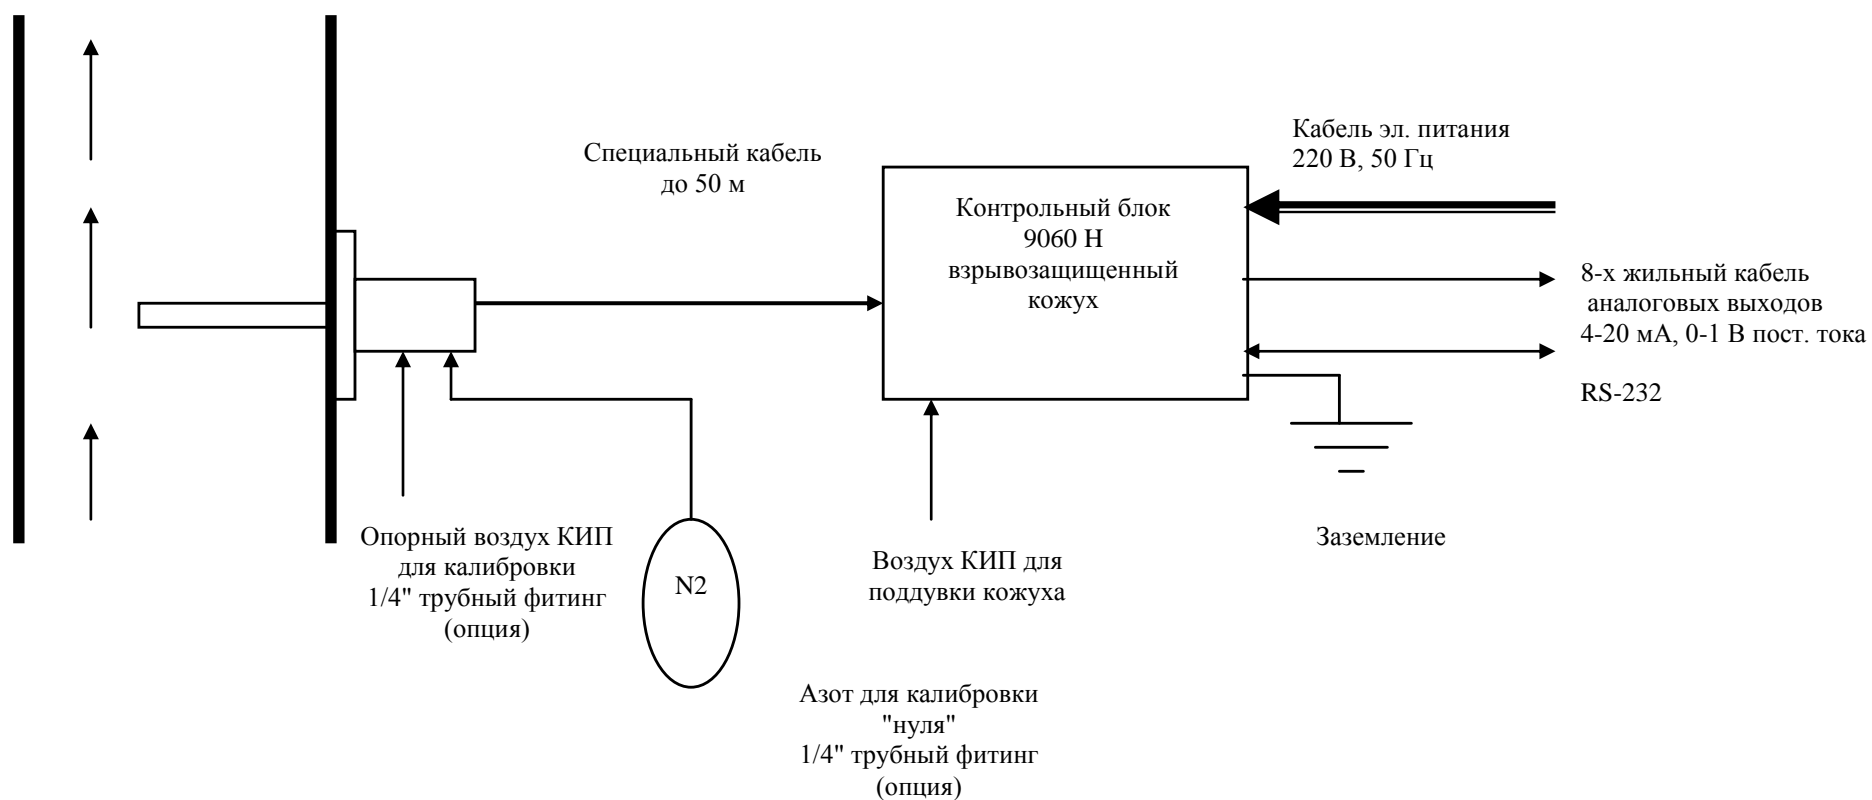 Кабель эл. питания
220 В, 50 Гц
Специальный кабель
до 50 м
Контрольный блок
9060 Н
взрывозащищенный
кожух
8-х жильный кабель
аналоговых выходов
4-20 мА, 0-1 В пост. тока
RS-232
Опорный воздух КИП
для калибровки
1/4" трубный фитинг
(опция)
N2
Воздух КИП для
поддувки кожуха
Заземление
Азот для калибровки
"нуля"
1/4" трубный фитинг
(опция)